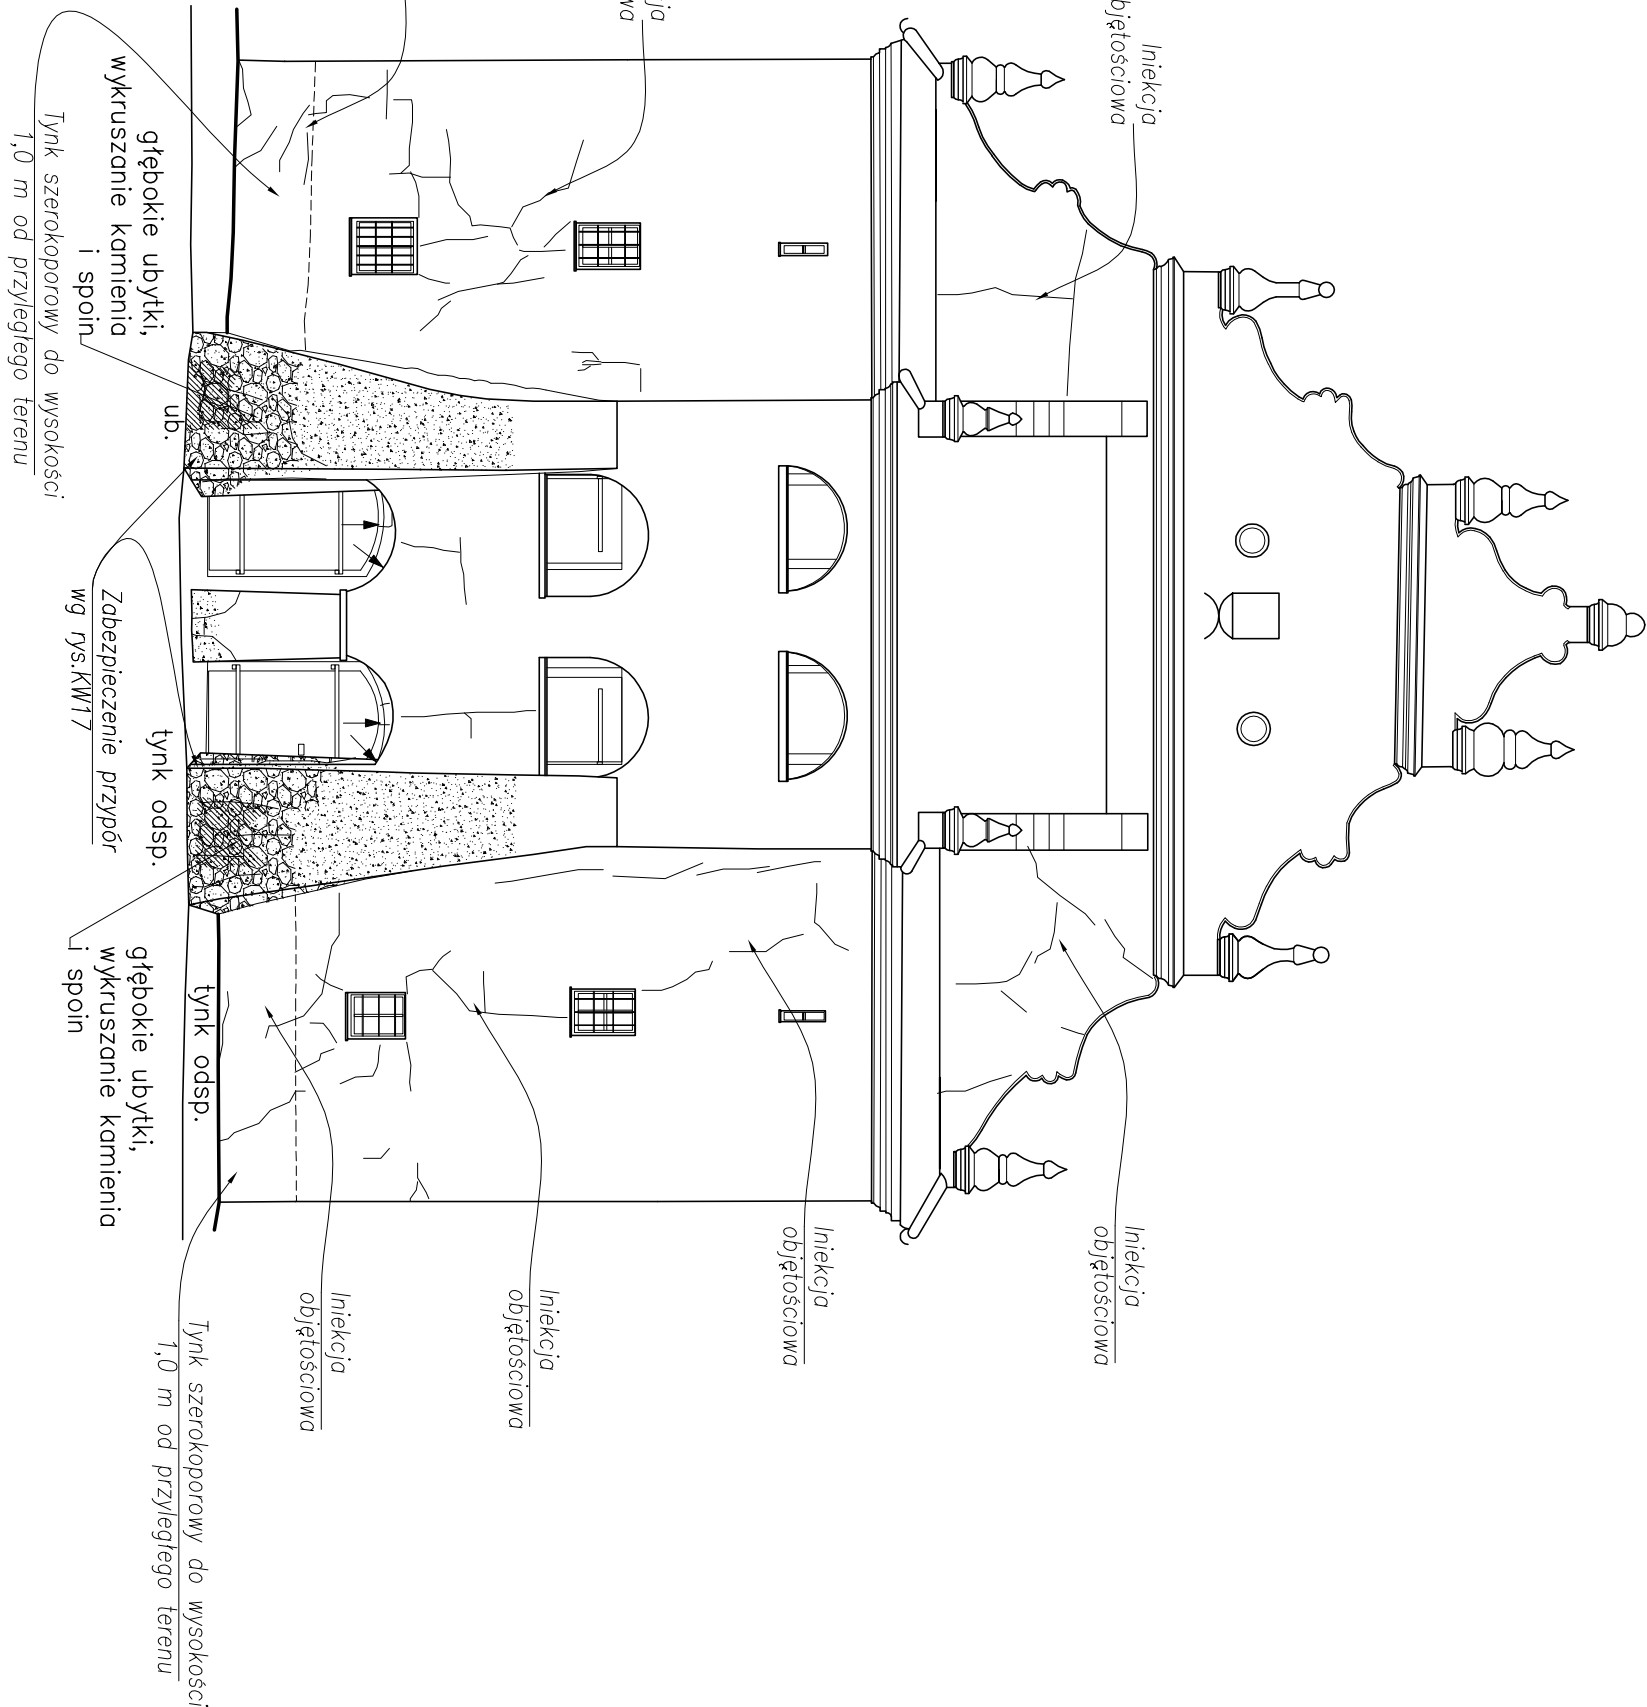 Iniekcja
objętościowa
głębokie ubytki,
wykruszanie kamienia
i spoin
Tynk szerokoporowy do wysokości
1,0 m od przyległego terenu
ub.
Zabezpieczenie przypór
wg rys.KW17
tynk odsp.
głębokie ubytki,
wykruszanie kamienia
i spoin
tynk odsp.
Iniekcja
objętościowa
Iniekcja
objętościowa
Iniekcja
objętościowa
Iniekcja
objętościowa
Tynk szerokoporowy do wysokości
1,0 m od przyległego terenu